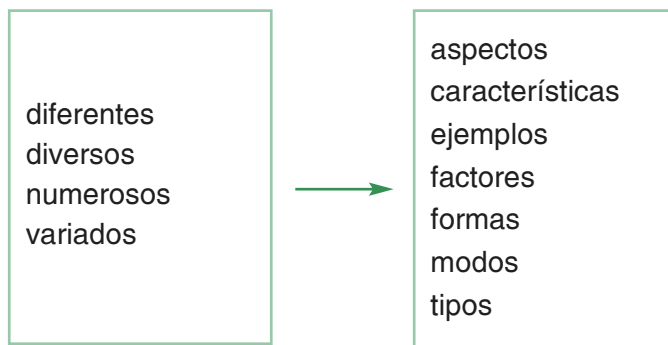 diferentes
diversos
numerosos
variados
aspectos
características
ejemplos
factores
formas
modos
tipos